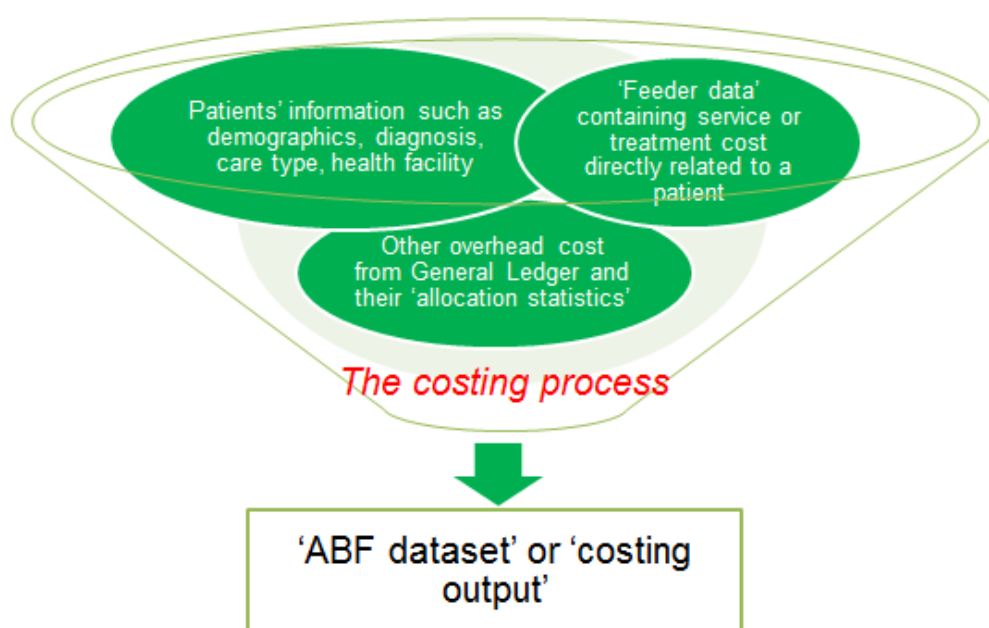 Patients’ information such as
demographics, diagnosis,
care type, health facility
‘Feeder data’
containing service or
treatment cost
directly related to a
patient
Other overhead cost
from General Ledger and
their ‘allocation statistics’
The costing process
‘ABF dataset’ or ‘costing
output’